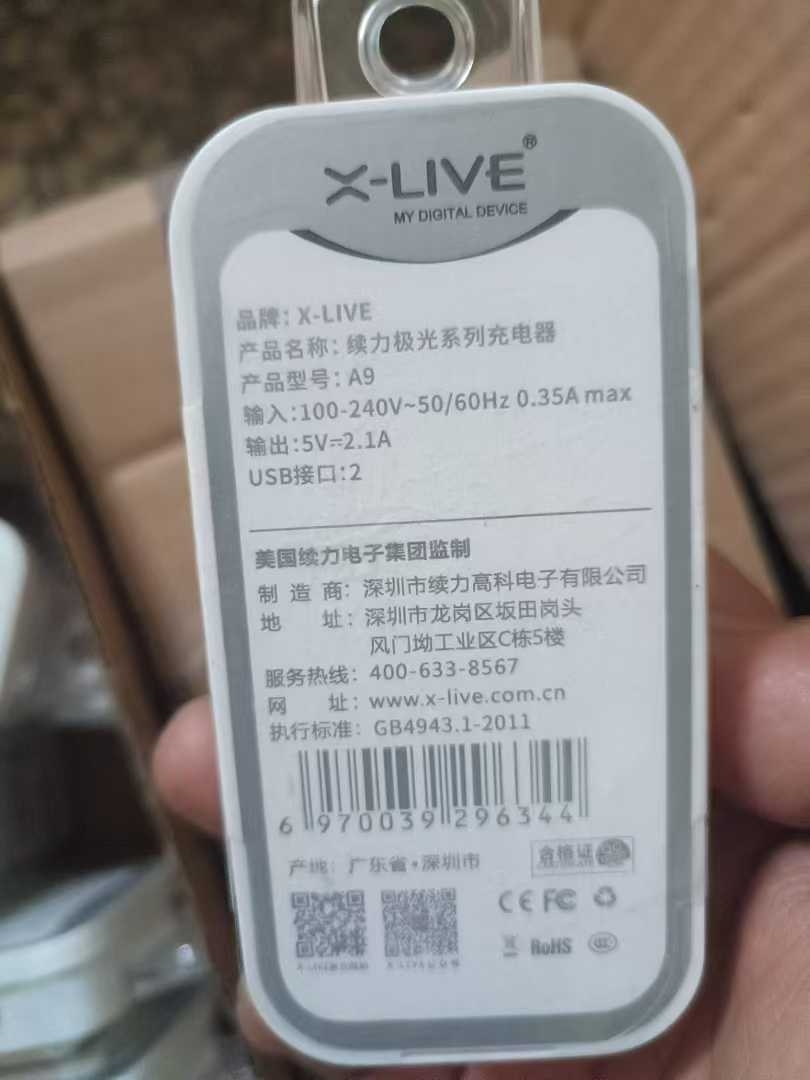 X-LIVE®
MY DIGITAL DEVICE
品牌: X-LIVE
产品名称: 续力极光系列充电器
产品型号: A9
输入:100-240V~50/60Hz 0.35A max
输出:5V⎓2.1A
USB接口:2
美国续力电子集团监制
制 造 商: 深圳市续力高科电子有限公司
地 址: 深圳市龙岗区坂田岗头
风门坳工业区C栋5楼
服务热线: 400-633-8567
网 址: www.x-live.com.cn
执行标准: GB4943.1-2011
6 970039 296344
产地: 广东省·深圳市
合格证
CE FC
RoHS